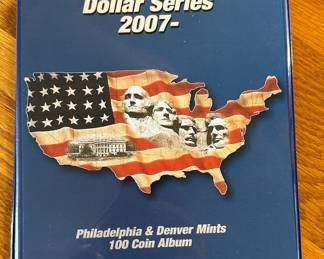 Dollar Series
2007-
Philadelphia & Denver Mints
100 Coin Album